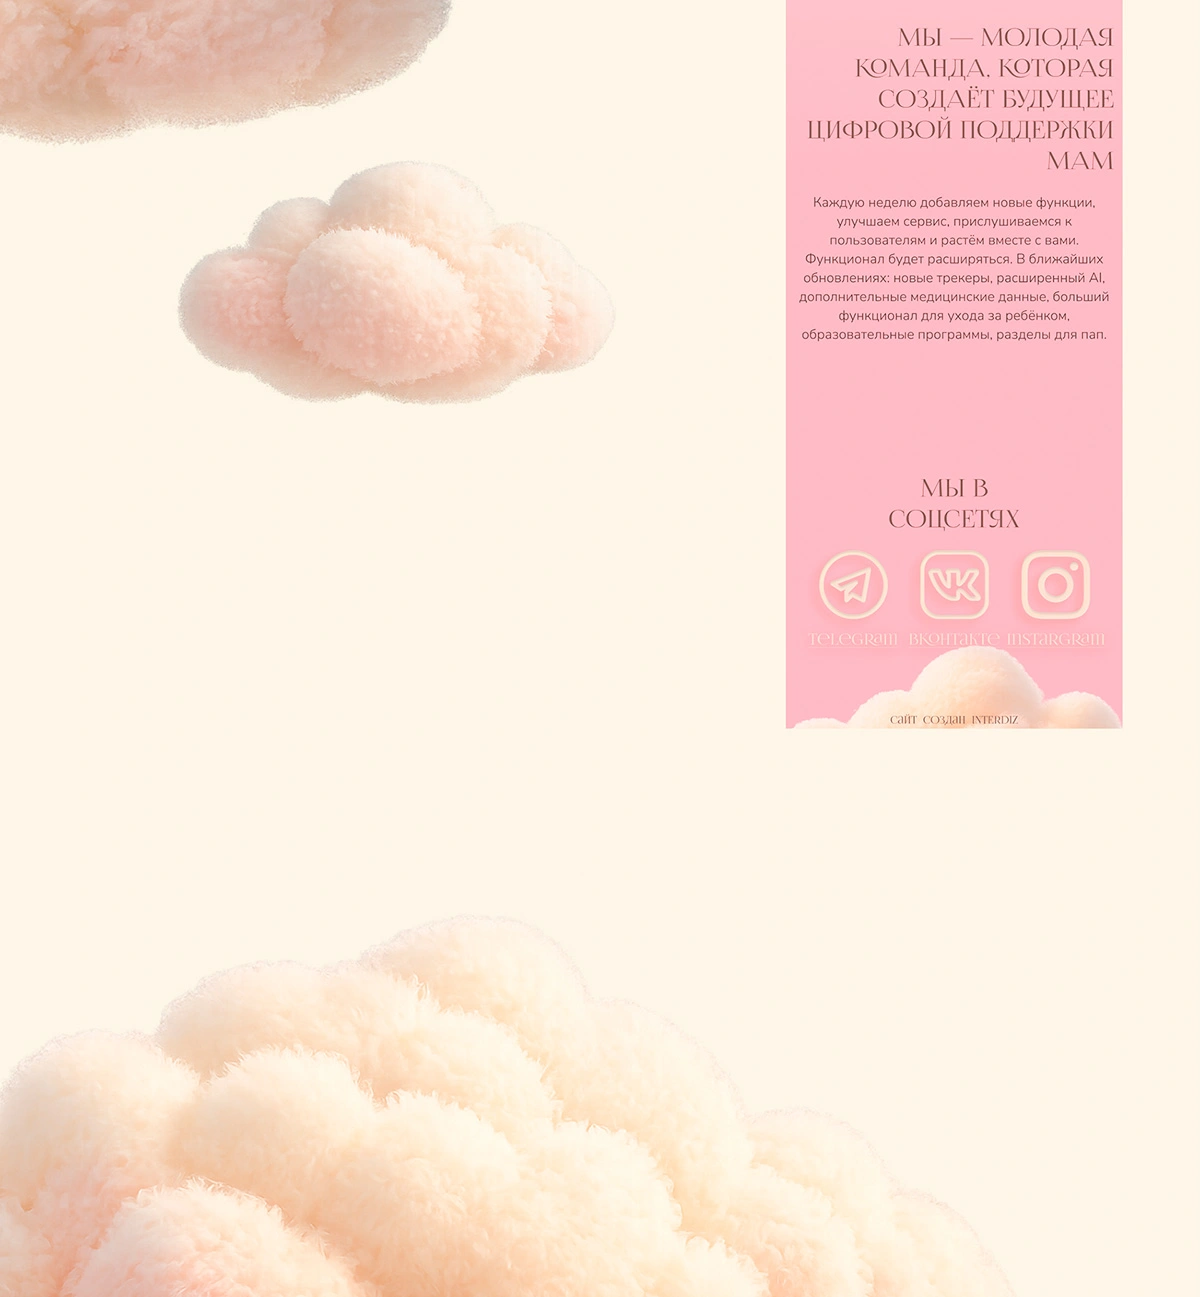 МЫ — МОЛОДАЯ
КОМАНДА, КОТОРАЯ
СОЗДАЁТ БУДУЩЕЕ
ЦИФРОВОЙ ПОДДЕРЖКИ
МАМ
Каждую неделю добавляем новые функции,
улучшаем сервис, прислушиваемся к
пользователям и растём вместе с вами.
Функционал будет расширяться. В ближайших
обновлениях: новые трекеры, расширенный AI,
дополнительные медицинские данные, больший
функционал для ухода за ребёнком,
образовательные программы, разделы для пап.
МЫ В
СОЦСЕТЯХ
TELEGRAM ВКОНТАКТЕ INSTARGRAM
САЙТ СОЗДАН INTERDIZ